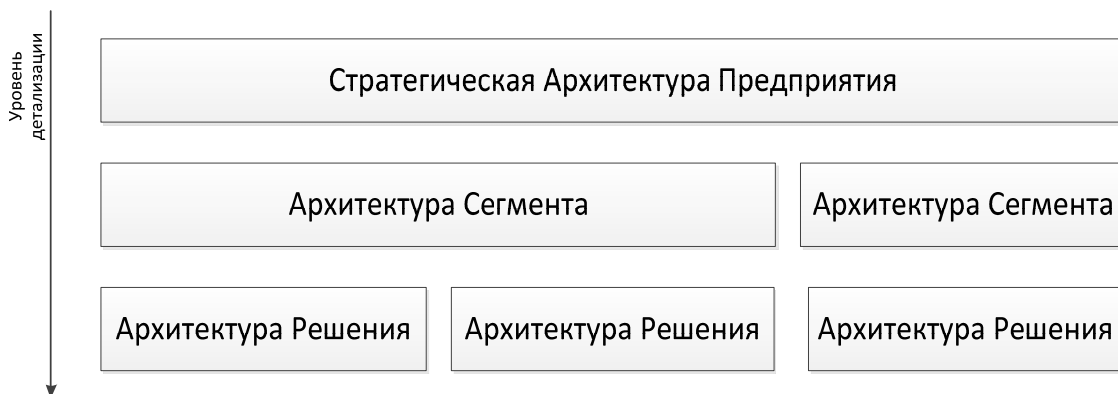 Уровень
детализации
Стратегическая Архитектура Предприятия
Архитектура Сегмента
Архитектура Сегмента
Архитектура Решения
Архитектура Решения
Архитектура Решения